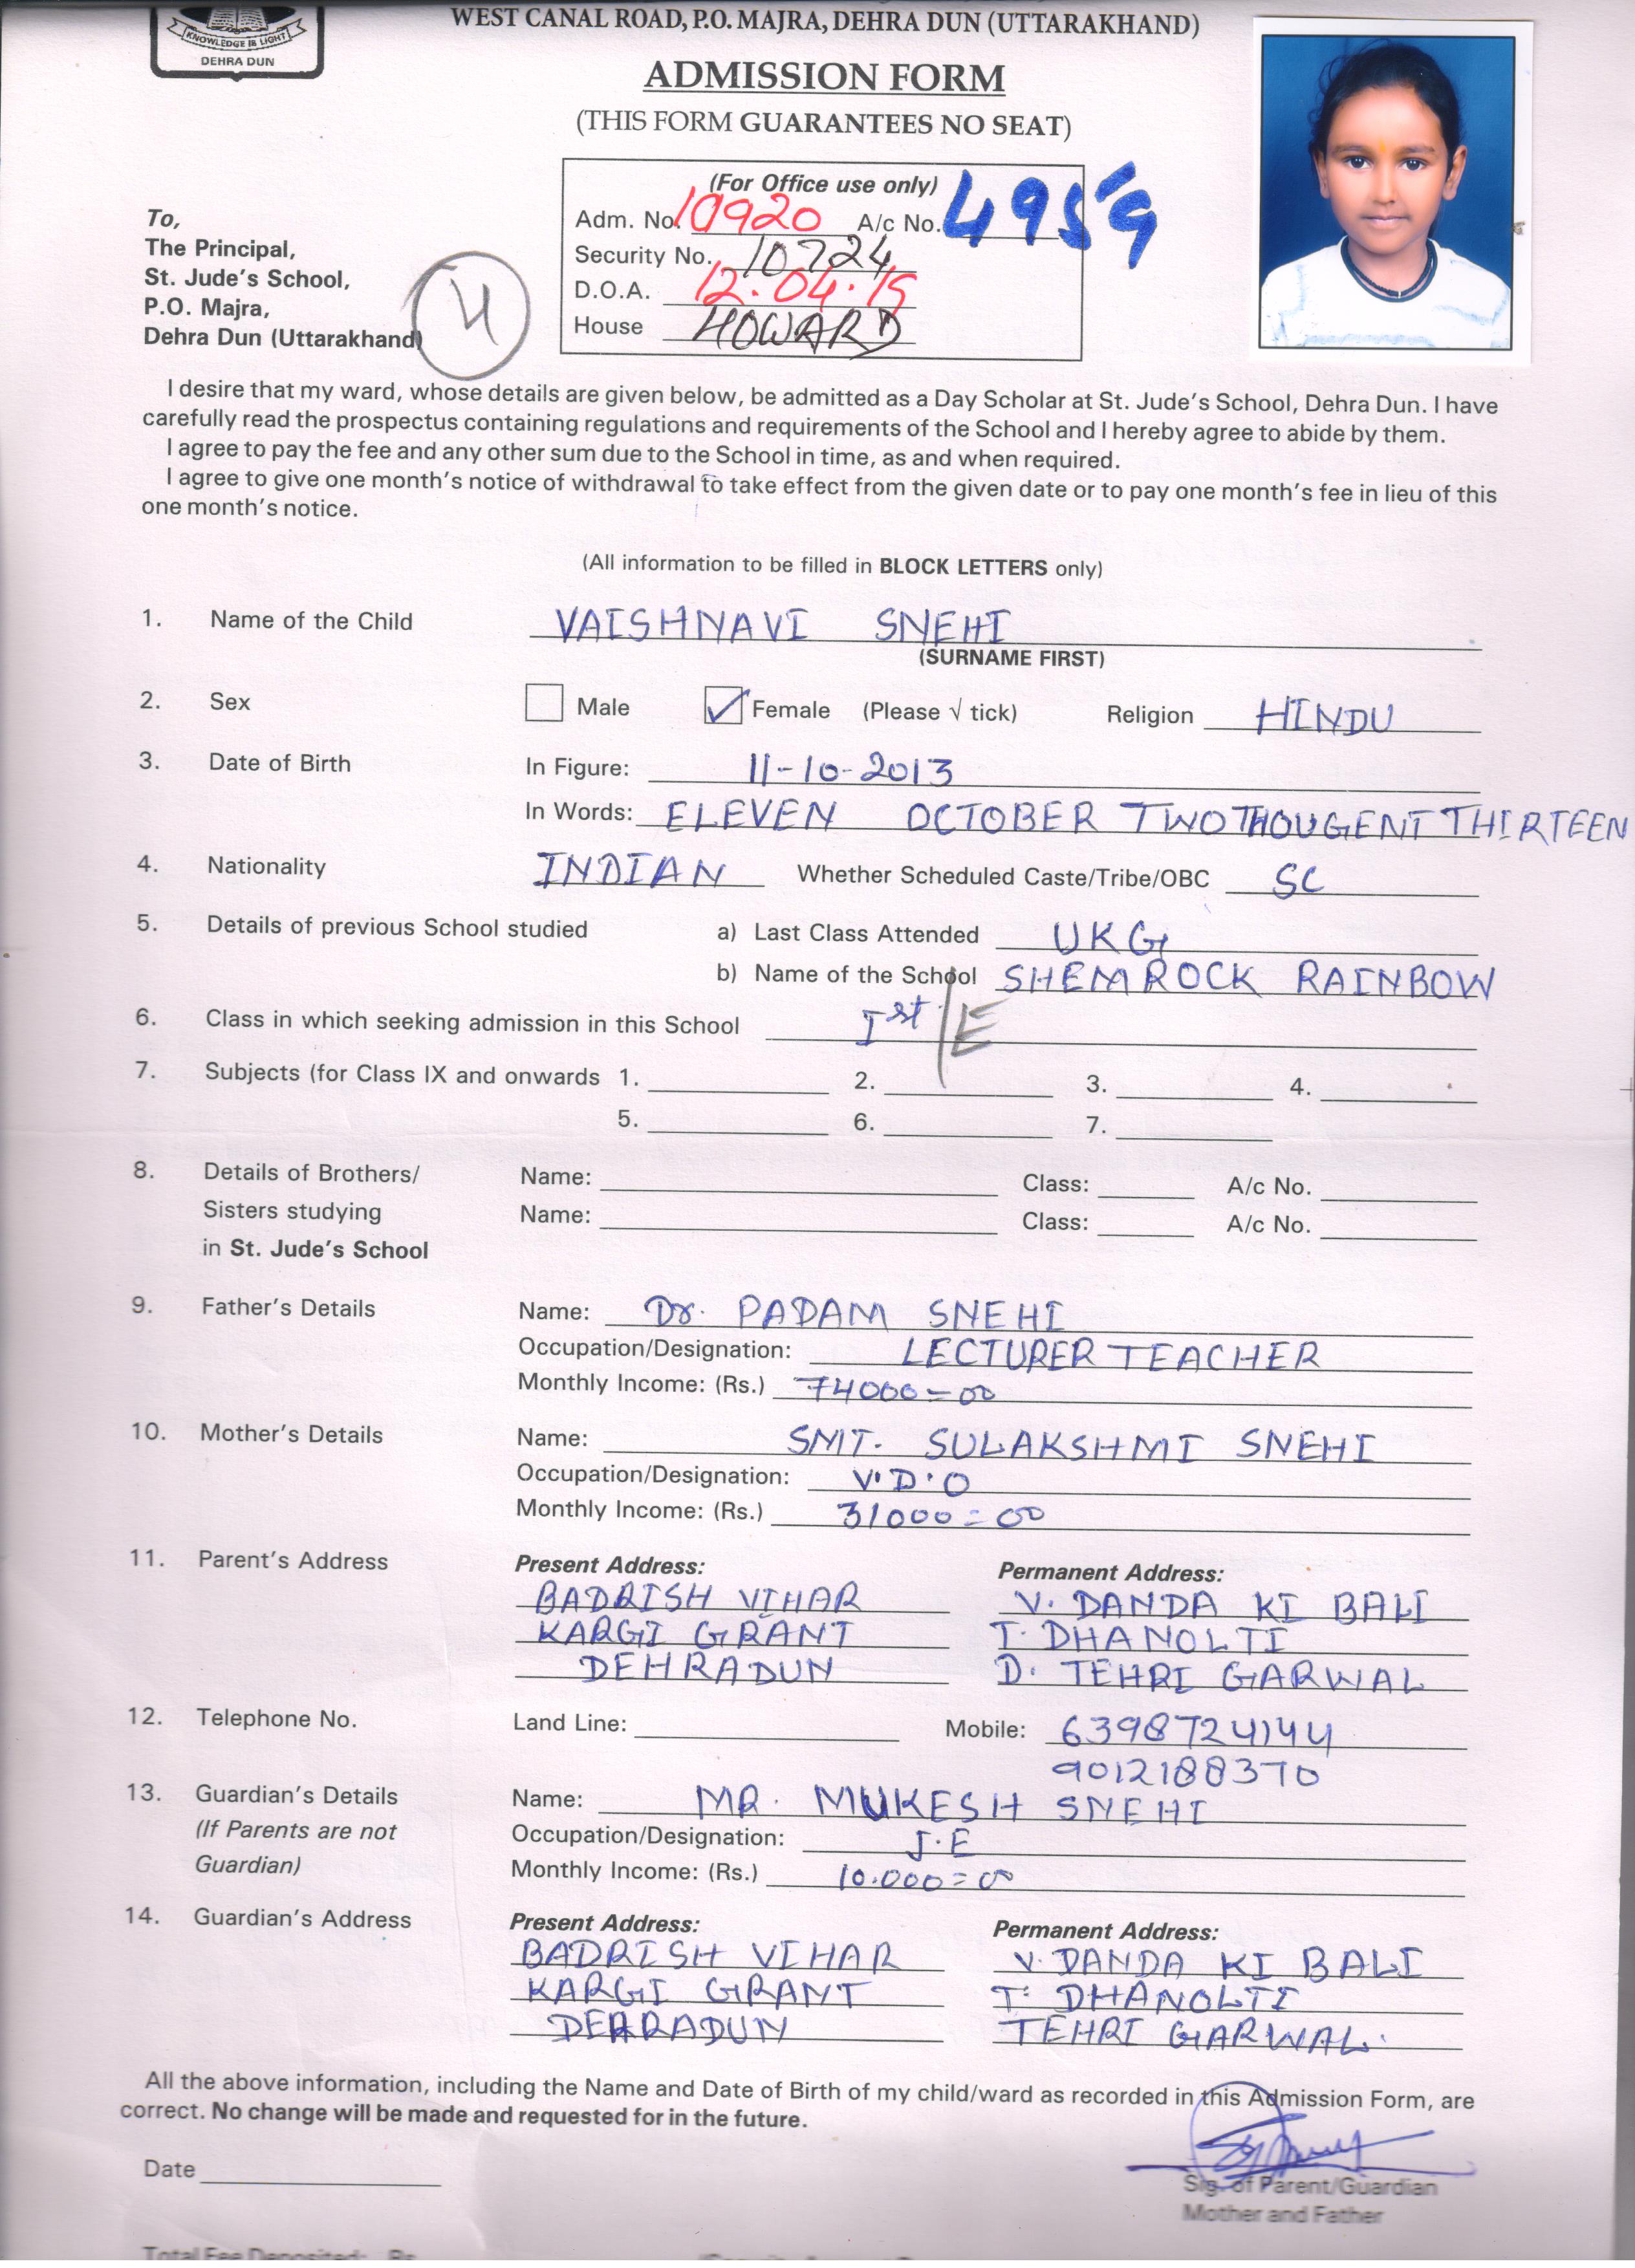 KNOWLEDGE IS LIGHT
DEHRA DUN
WEST CANAL ROAD, P.O. MAJRA, DEHRA DUN (UTTARAKHAND)
ADMISSION FORM
(THIS FORM GUARANTEES NO SEAT)
(For Office use only)
Adm. No. 10920 A/c No. 4959
Security No. 10724
D.O.A. 12.04.19
House HOWARD
To,
The Principal,
St. Jude's School,
P.O. Majra,
Dehra Dun (Uttarakhand)
4
I desire that my ward, whose details are given below, be admitted as a Day Scholar at St. Jude's School, Dehra Dun. I have
carefully read the prospectus containing regulations and requirements of the School and I hereby agree to abide by them.
I agree to pay the fee and any other sum due to the School in time, as and when required.
I agree to give one month's notice of withdrawal to take effect from the given date or to pay one month's fee in lieu of this
one month's notice.
(All information to be filled in BLOCK LETTERS only)
1. Name of the Child VAISHNAVI SNEHI
(SURNAME FIRST)
2. Sex Male ✓ Female (Please √ tick) Religion HINDU
3. Date of Birth In Figure: 11-10-2013
In Words: ELEVEN OCTOBER TWO THOUGENT THIRTEEN
4. Nationality INDIAN Whether Scheduled Caste/Tribe/OBC SC
5. Details of previous School studied a) Last Class Attended UKG
b) Name of the School SHEMROCK RAINBOW
6. Class in which seeking admission in this School Ist/E
7. Subjects (for Class IX and onwards 1. 2. 3. 4.
5. 6. 7.
8. Details of Brothers/ Name: Class: A/c No.
Sisters studying Name: Class: A/c No.
in St. Jude's School
9. Father's Details Name: Dr. PADAM SNEHI
Occupation/Designation: LECTURER TEACHER
Monthly Income: (Rs.) 74000=00
10. Mother's Details Name: SMT. SULAKSHMI SNEHI
Occupation/Designation: V.D.O
Monthly Income: (Rs.) 31000=00
11. Parent's Address Present Address: Permanent Address:
BADRISH VIHAR V. DANDA KI BALI
KARGI GRANT T. DHANOLTI
DEHRADUN D. TEHRI GARWAL
12. Telephone No. Land Line: Mobile: 6398724144
9012188370
13. Guardian's Details Name: MR. MUKESH SNEHI
(If Parents are not Occupation/Designation: J.E
Guardian) Monthly Income: (Rs.) 10.000=00
14. Guardian's Address Present Address: Permanent Address:
BADRISH VIHAR V. DANDA KI BALI
KARGI GRANT T. DHANOLTI
DEHRADUN TEHRI GARWAL.
All the above information, including the Name and Date of Birth of my child/ward as recorded in this Admission Form, are
correct. No change will be made and requested for in the future.
Date
Sig. of Parent/Guardian
Mother and Father
Total Fee Deposited: Rs.